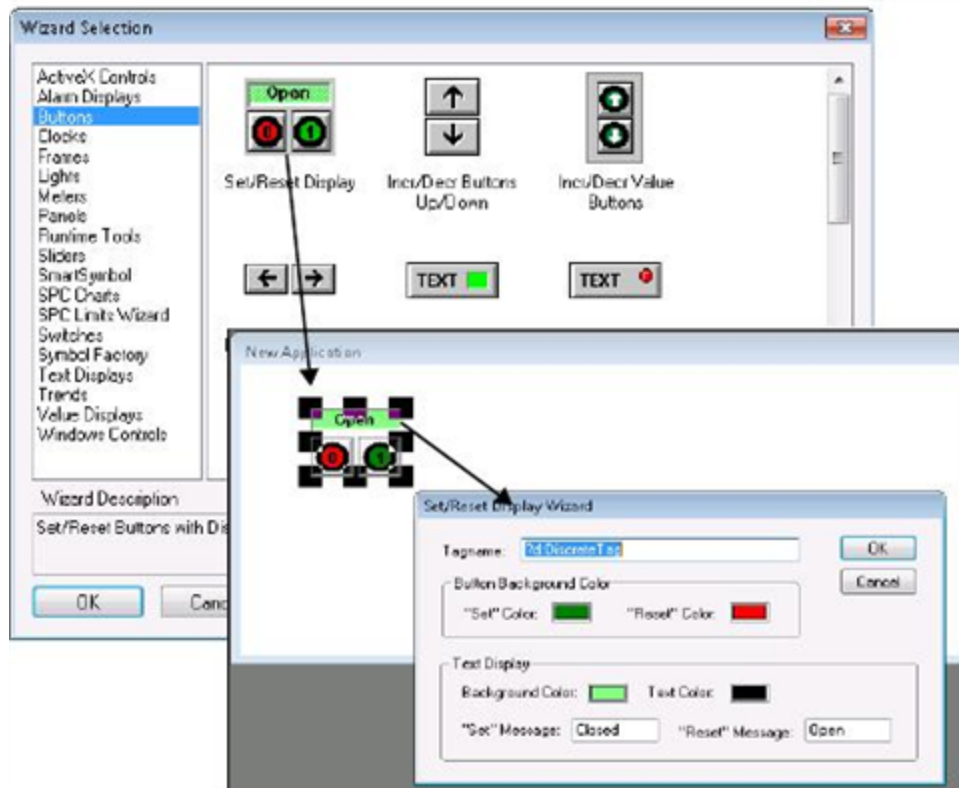 Wizard Selection
ActiveX Controls
Alarm Displays
Buttons
Clocks
Frames
Lights
Meters
Panels
Runtime Tools
Sliders
SmartSymbol
SPC Charts
SPC Limits Wizard
Switches
Symbol Factory
Text Displays
Trends
Value Displays
Windows Controls
Open
0 1
Set/Reset Display
Incr/Decr Buttons
Up/Down
Incr/Decr Value
Buttons
TEXT
TEXT
Wizard Description
Set/Reset Buttons with Dis
OK
Canc
New Application
Open
0 1
Set/Reset Display Wizard
Tagname: ?d:DiscreteTag
OK
Cancel
Button Background Color
"Set" Color: "Reset" Color:
Text Display
Background Color: Text Color:
"Set" Message: Closed "Reset" Message: Open